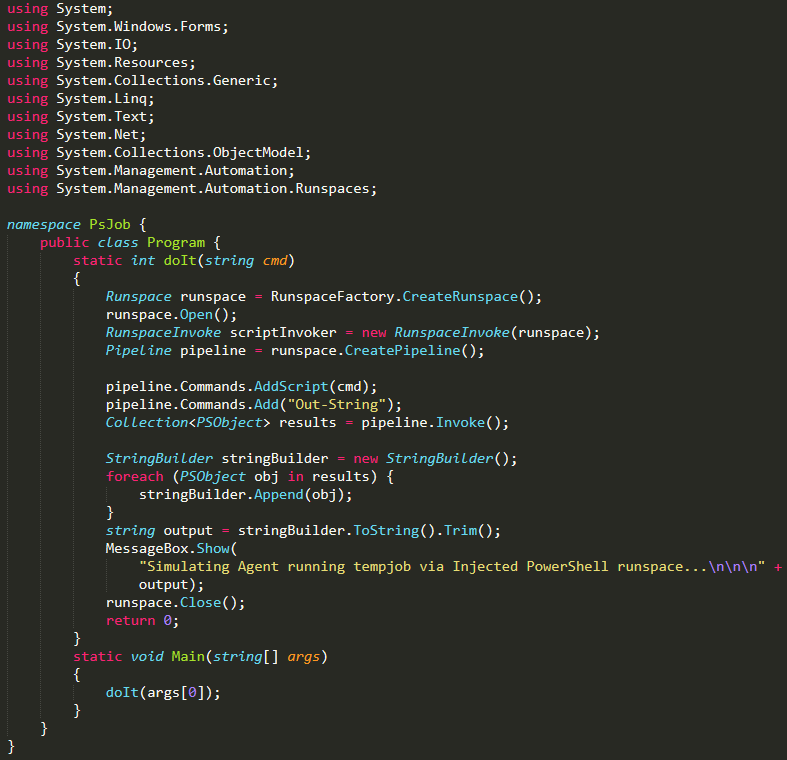 using System;
using System.Windows.Forms;
using System.IO;
using System.Resources;
using System.Collections.Generic;
using System.Linq;
using System.Text;
using System.Net;
using System.Collections.ObjectModel;
using System.Management.Automation;
using System.Management.Automation.Runspaces;

namespace PsJob {
    public class Program {
        static int doIt(string cmd)
        {
            Runspace runspace = RunspaceFactory.CreateRunspace();
            runspace.Open();
            RunspaceInvoke scriptInvoker = new RunspaceInvoke(runspace);
            Pipeline pipeline = runspace.CreatePipeline();

            pipeline.Commands.AddScript(cmd);
            pipeline.Commands.Add("Out-String");
            Collection<PSObject> results = pipeline.Invoke();

            StringBuilder stringBuilder = new StringBuilder();
            foreach (PSObject obj in results) {
                stringBuilder.Append(obj);
            }
            string output = stringBuilder.ToString().Trim();
            MessageBox.Show(
                "Simulating Agent running tempjob via Injected PowerShell runspace...\n\n\n" +
                output);
            runspace.Close();
            return 0;
        }
        static void Main(string[] args)
        {
            doIt(args[0]);
        }
    }
}